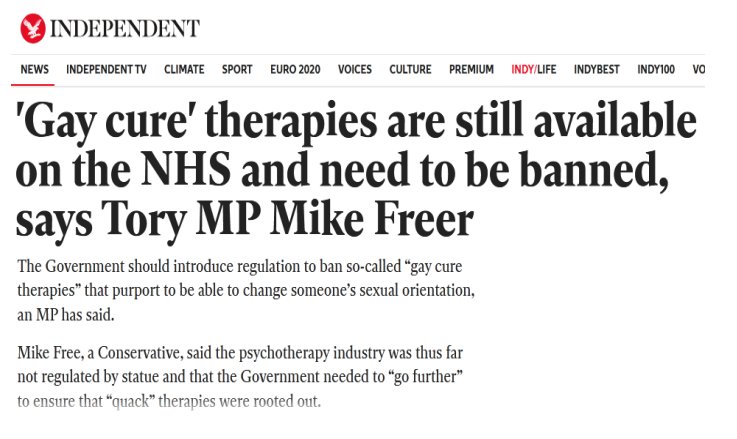 INDEPENDENT
NEWS INDEPENDENT TV CLIMATE SPORT EURO 2020 VOICES CULTURE PREMIUM INDY/LIFE INDYBEST INDY100 VO
'Gay cure' therapies are still available
on the NHS and need to be banned,
says Tory MP Mike Freer
The Government should introduce regulation to ban so-called “gay cure
therapies” that purport to be able to change someone’s sexual orientation,
an MP has said.
Mike Free, a Conservative, said the psychotherapy industry was thus far
not regulated by statue and that the Government needed to “go further”
to ensure that “quack” therapies were rooted out.